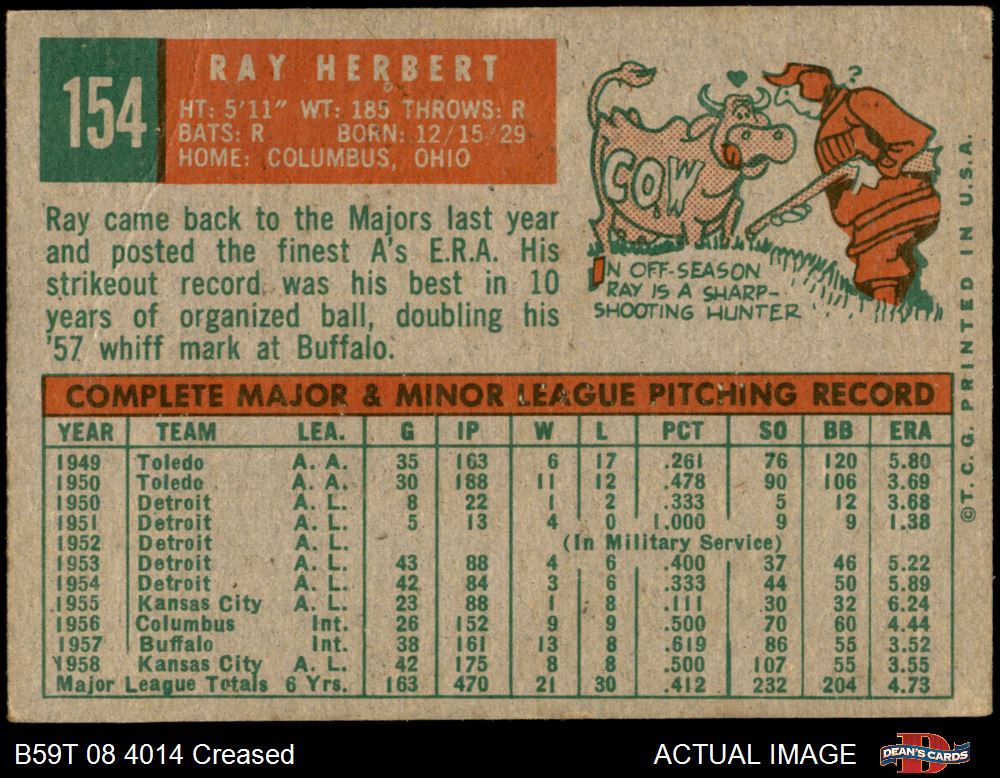 154
RAY HERBERT
HT: 5'11" WT: 185 THROWS: R
BATS: R BORN: 12/15/29
HOME: COLUMBUS, OHIO
Ray came back to the Majors last year
and posted the finest A's E.R.A. His
strikeout record was his best in 10
years of organized ball, doubling his
'57 whiff mark at Buffalo.
?
COW
IN OFF-SEASON
RAY IS A SHARP-
SHOOTING HUNTER
©T. C. G. PRINTED IN U.S.A.
COMPLETE MAJOR & MINOR LEAGUE PITCHING RECORD
YEAR TEAM LEA. G IP W L PCT SO BB ERA
1949 Toledo A. A. 35 163 6 17 .261 76 120 5.80
1950 Toledo A. A. 30 188 11 12 .478 90 106 3.69
1950 Detroit A. L. 8 22 1 2 .333 5 12 3.68
1951 Detroit A. L. 5 13 4 0 1.000 9 9 1.38
1952 Detroit A. L. (In Military Service)
1953 Detroit A. L. 43 88 4 6 .400 37 46 5.22
1954 Detroit A. L. 42 84 3 6 .333 44 50 5.89
1955 Kansas City A. L. 23 88 1 8 .111 30 32 6.24
1956 Columbus Int. 26 152 9 9 .500 70 60 4.44
1957 Buffalo Int. 38 161 13 8 .619 86 55 3.52
1958 Kansas City A. L. 42 175 8 8 .500 107 55 3.55
Major League Totals 6 Yrs. 163 470 21 30 .412 232 204 4.73
B59T 08 4014 Creased
ACTUAL IMAGE
DEAN'S CARDS